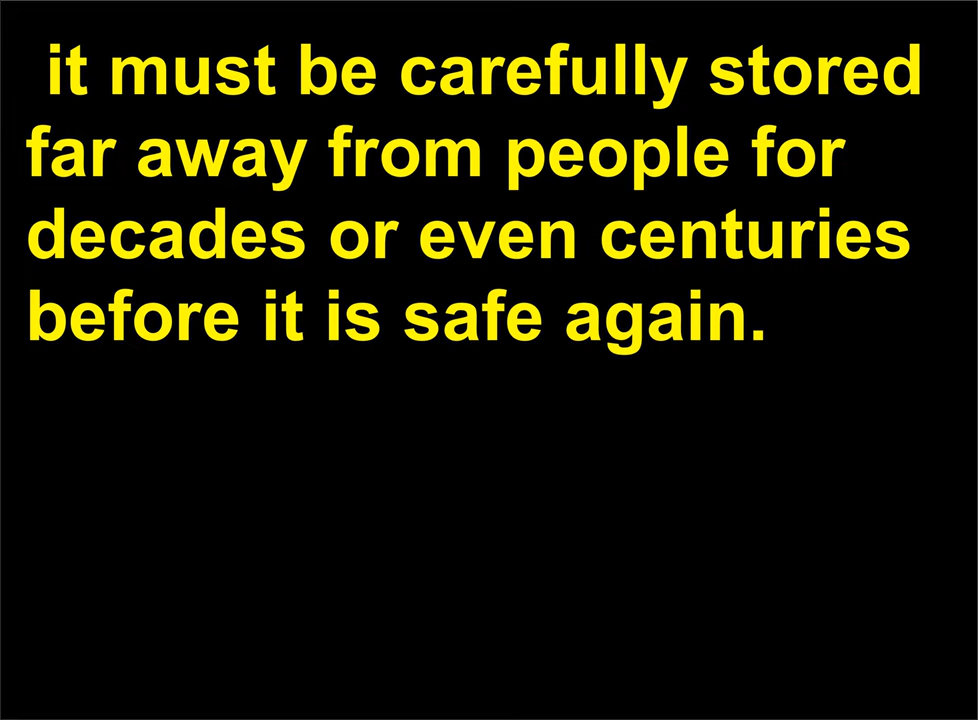 it must be carefully stored
far away from people for
decades or even centuries
before it is safe again.